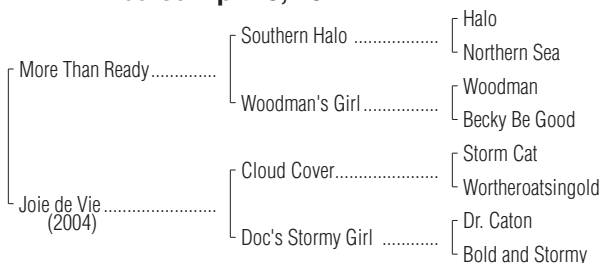 Halo
Southern Halo ..................
Northern Sea
More Than Ready..............
Woodman
Woodman's Girl................
Becky Be Good
Storm Cat
Cloud Cover......................
Wortheroatsingold
Joie de Vie ........................
(2004)
Dr. Caton
Doc's Stormy Girl ............
Bold and Stormy